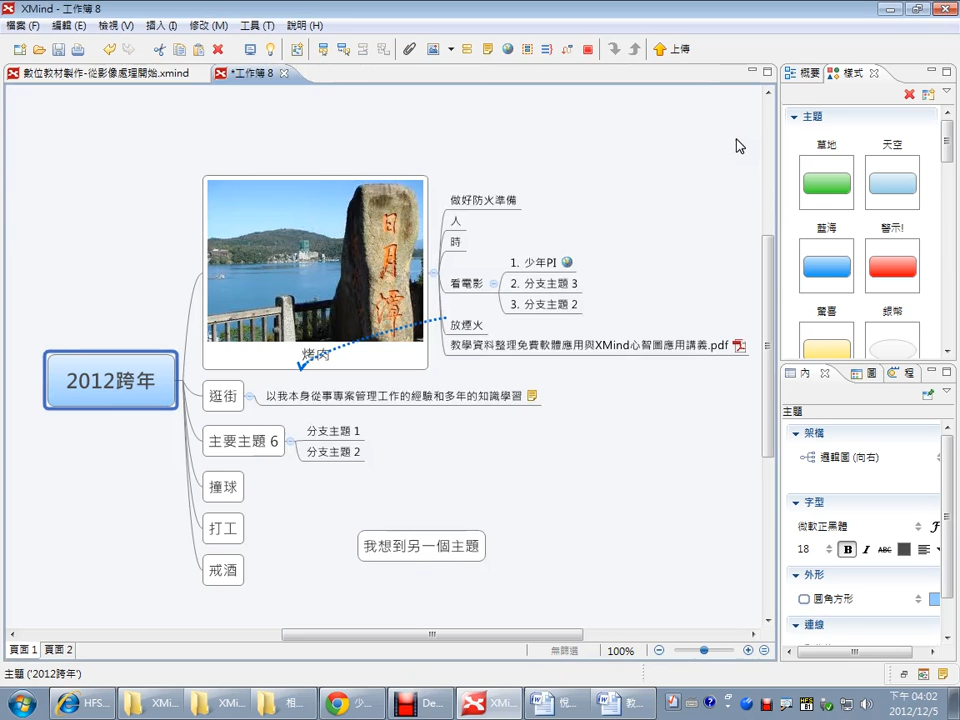 XMind - 工作簿 8
檔案 (F) 編輯 (E) 檢視 (V) 插入 (I) 修改 (M) 工具 (T) 說明 (H)
上傳
數位教材製作-從影像處理開始.xmind
*工作簿 8
概要
樣式
主題
草地
天空
藍海
警示!
驚喜
銀幣
日月潭
烤肉
做好防火準備
人
時
看電影
1. 少年PI
2. 分支主題 3
3. 分支主題 2
放煙火
教學資料整理免費軟體應用與XMind心智圖應用講義.pdf
2012跨年
逛街
以我本身從事專案管理工作的經驗和多年的知識學習
主要主題 6
分支主題 1
分支主題 2
撞球
打工
戒酒
我想到另一個主題
內
圖
程
主題
架構
邏輯圖 (向右)
字型
微軟正黑體
18
B I ABC
外形
圓角方形
連線
頁面 1
頁面 2
無篩選
100%
主題 ('2012跨年')
HFS...
XMi...
XMi...
相...
少...
De...
XMi...
悅...
教...
下午 04:02
2012/12/5